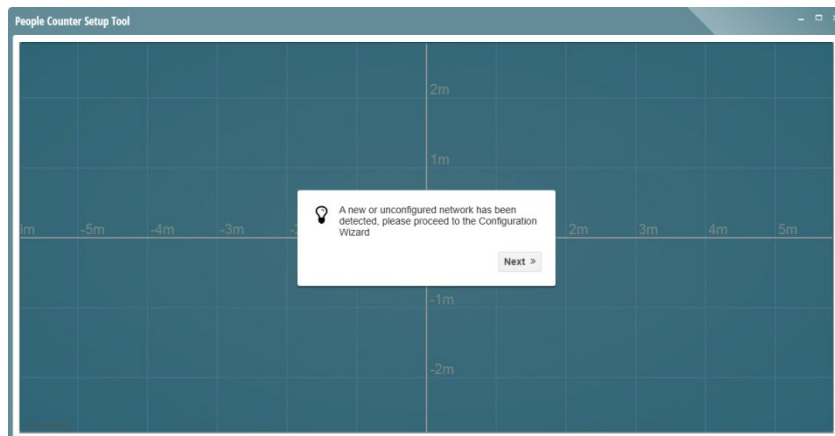 People Counter Setup Tool
2m
1m
A new or unconfigured network has been
detected, please proceed to the Configuration
Wizard
-5m -4m -3m 2m 3m 4m 5m
Next »
-1m
-2m